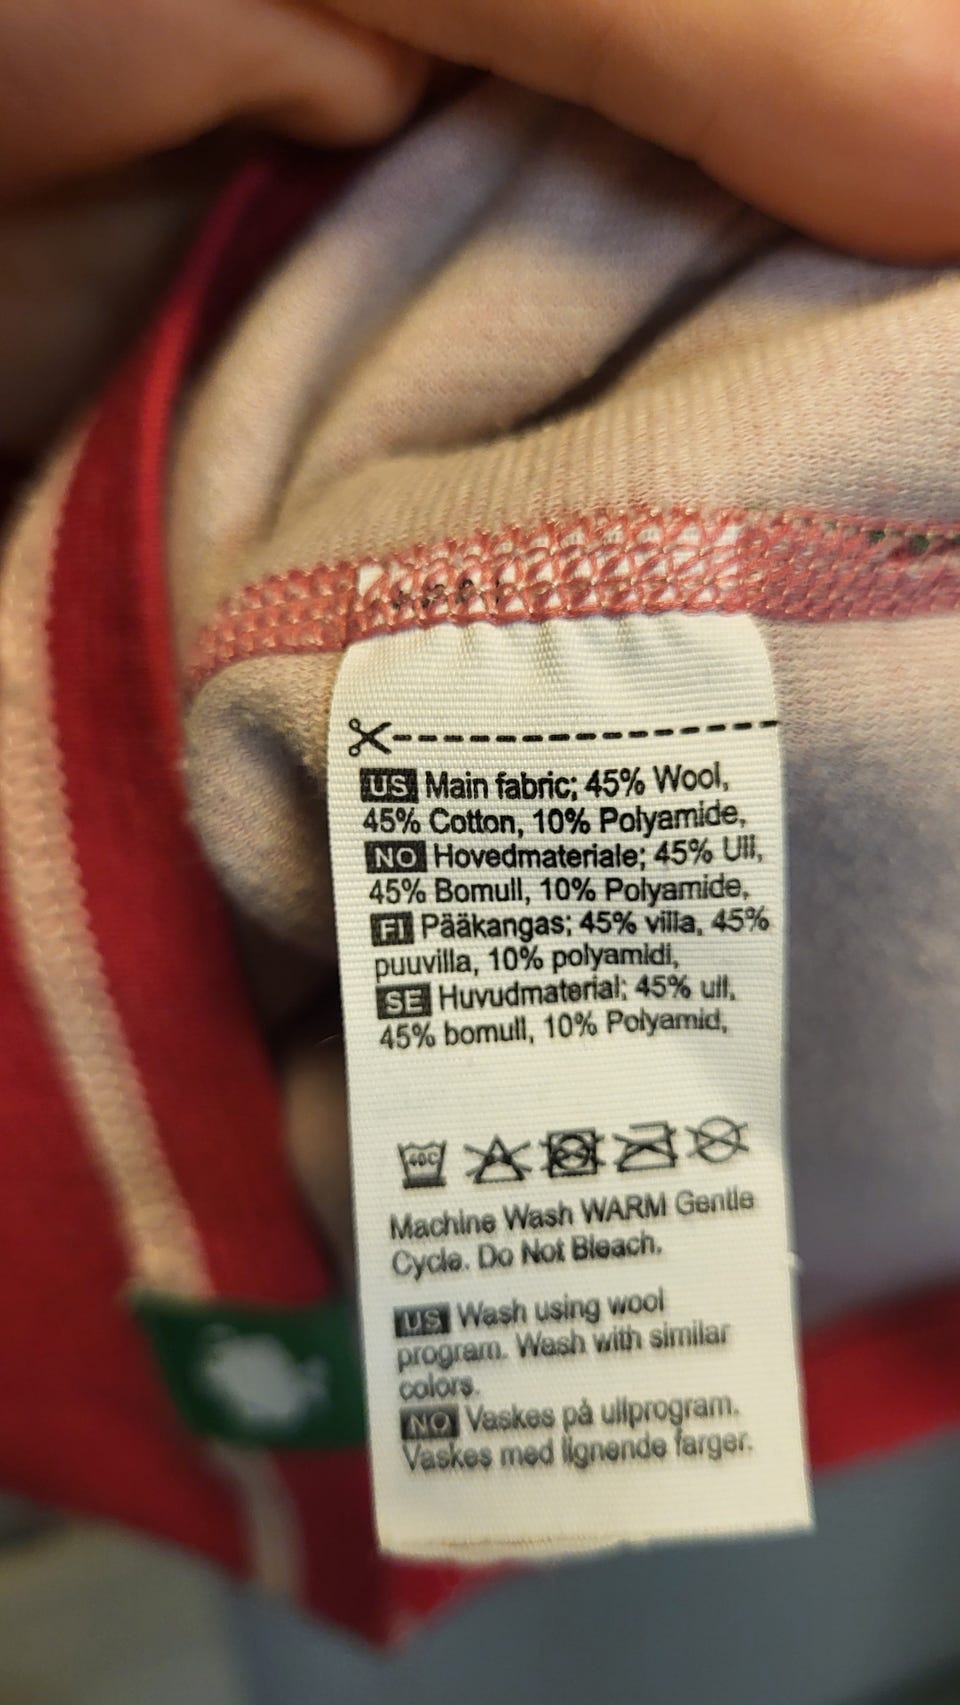 US Main fabric; 45% Wool,
45% Cotton, 10% Polyamide,
NO Hovedmateriale; 45% Ull,
45% Bomull, 10% Polyamide,
FI Pääkangas; 45% villa, 45%
puuvilla, 10% polyamidi,
SE Huvudmaterial; 45% ull,
45% bomull, 10% Polyamid,
40C
Machine Wash WARM Gentle
Cycle. Do Not Bleach.
US Wash using wool
program. Wash with similar
colors.
NO Vaskes på ullprogram.
Vaskes med lignende farger.